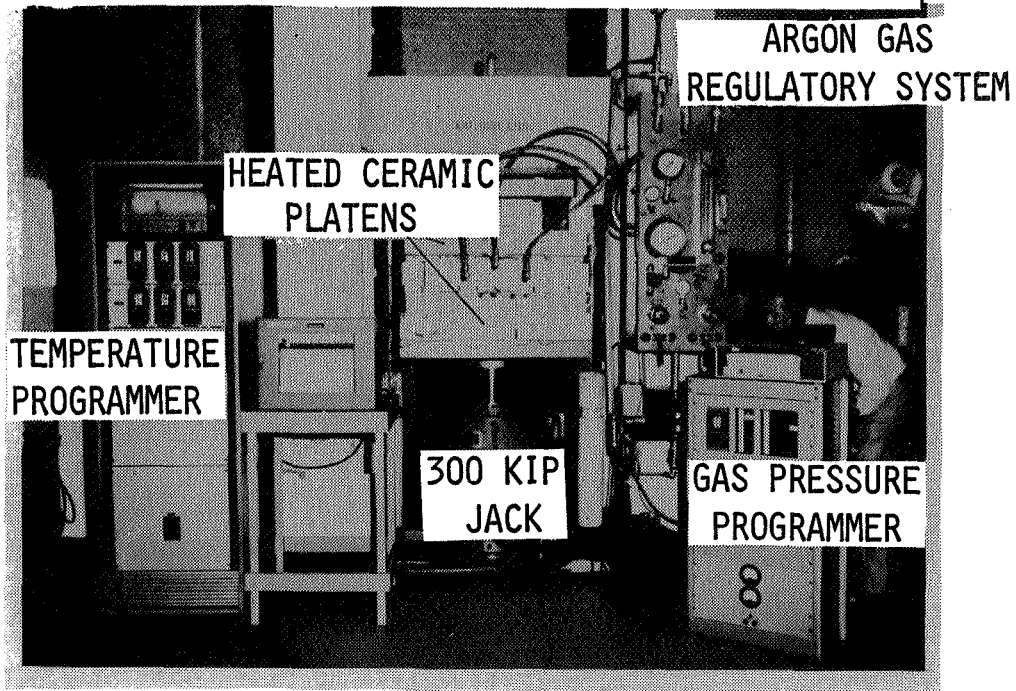 ARGON GAS
REGULATORY SYSTEM
HEATED CERAMIC
PLATENS
TEMPERATURE
PROGRAMMER
300 KIP
JACK
GAS PRESSURE
PROGRAMMER